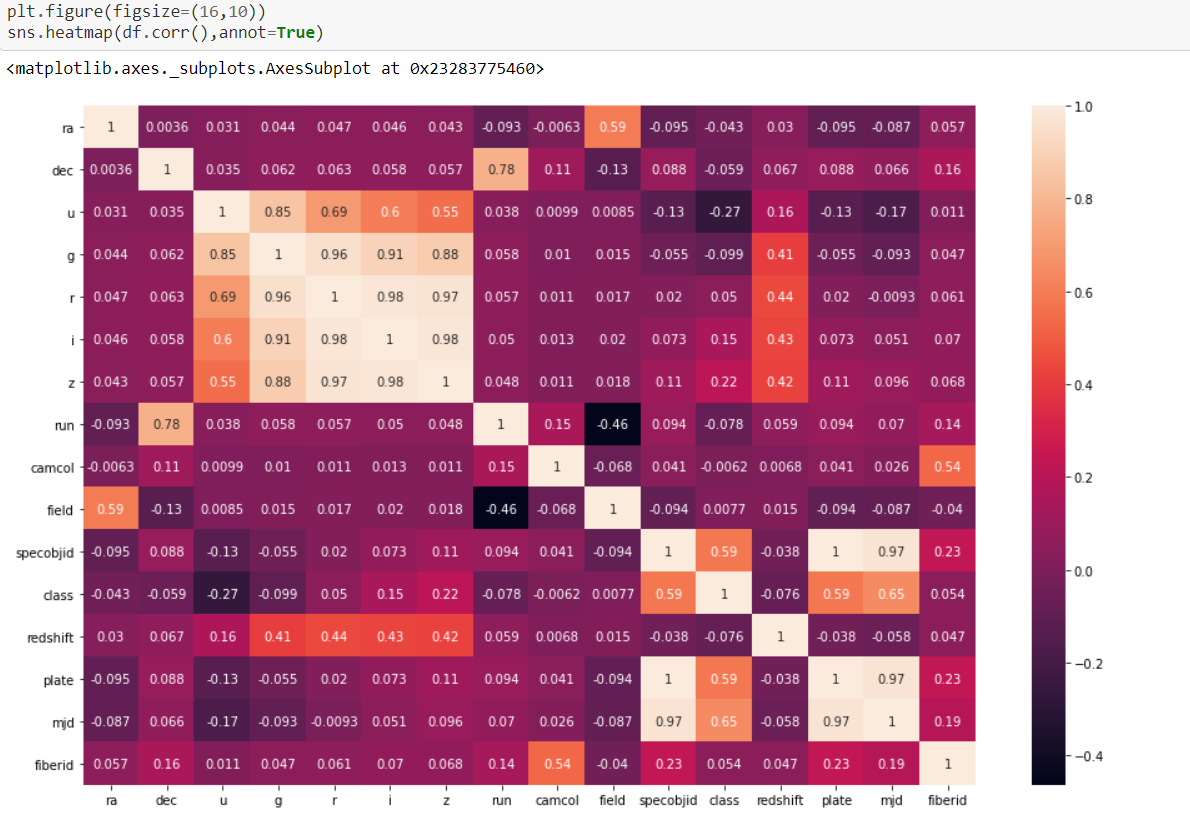 plt.figure(figsize=(16,10))
sns.heatmap(df.corr(),annot=True)
<matplotlib.axes._subplots.AxesSubplot at 0x23283775460>
1.0
ra 1 0.0036 0.031 0.044 0.047 0.046 0.043 -0.093 -0.0063 0.59 -0.095 -0.043 0.03 -0.095 -0.087 0.057
dec 0.0036 1 0.035 0.062 0.063 0.058 0.057 0.78 0.11 -0.13 0.088 -0.059 0.067 0.088 0.066 0.16
0.8
u 0.031 0.035 1 0.85 0.69 0.6 0.55 0.038 0.0099 0.0085 -0.13 -0.27 0.16 -0.13 -0.17 0.011
g 0.044 0.062 0.85 1 0.96 0.91 0.88 0.058 0.01 0.015 -0.055 -0.099 0.41 -0.055 -0.093 0.047
0.6
r 0.047 0.063 0.69 0.96 1 0.98 0.97 0.057 0.011 0.017 0.02 0.05 0.44 0.02 -0.0093 0.061
i 0.046 0.058 0.6 0.91 0.98 1 0.98 0.05 0.013 0.02 0.073 0.15 0.43 0.073 0.051 0.07
z 0.043 0.057 0.55 0.88 0.97 0.98 1 0.048 0.011 0.018 0.11 0.22 0.42 0.11 0.096 0.068
0.4
run -0.093 0.78 0.038 0.058 0.057 0.05 0.048 1 0.15 -0.46 0.094 -0.078 0.059 0.094 0.07 0.14
camcol -0.0063 0.11 0.0099 0.01 0.011 0.013 0.011 0.15 1 -0.068 0.041 -0.0062 0.0068 0.041 0.026 0.54
0.2
field 0.59 -0.13 0.0085 0.015 0.017 0.02 0.018 -0.46 -0.068 1 -0.094 0.0077 0.015 -0.094 -0.087 -0.04
specobjid -0.095 0.088 -0.13 -0.055 0.02 0.073 0.11 0.094 0.041 -0.094 1 0.59 -0.038 1 0.97 0.23
0.0
class -0.043 -0.059 -0.27 -0.099 0.05 0.15 0.22 -0.078 -0.0062 0.0077 0.59 1 -0.076 0.59 0.65 0.054
redshift 0.03 0.067 0.16 0.41 0.44 0.43 0.42 0.059 0.0068 0.015 -0.038 -0.076 1 -0.038 -0.058 0.047
−0.2
plate -0.095 0.088 -0.13 -0.055 0.02 0.073 0.11 0.094 0.041 -0.094 1 0.59 -0.038 1 0.97 0.23
mjd -0.087 0.066 -0.17 -0.093 -0.0093 0.051 0.096 0.07 0.026 -0.087 0.97 0.65 -0.058 0.97 1 0.19
−0.4
fiberid 0.057 0.16 0.011 0.047 0.061 0.07 0.068 0.14 0.54 -0.04 0.23 0.054 0.047 0.23 0.19 1
ra dec u g r i z run camcol field specobjid class redshift plate mjd fiberid